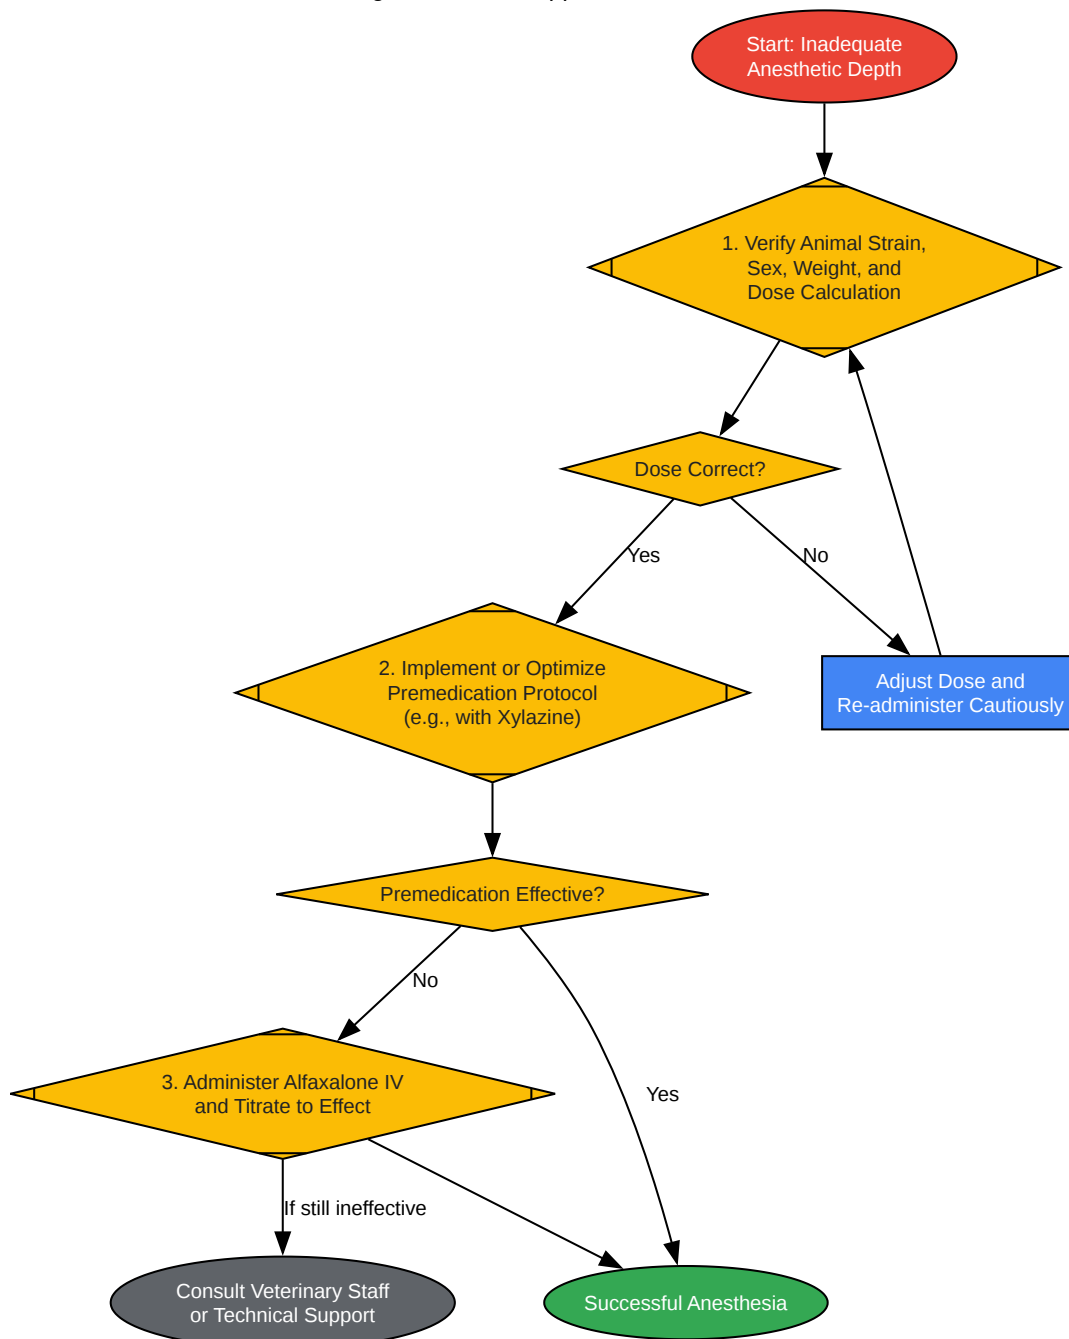 Start: Inadequate
Anesthetic Depth
1. Verify Animal Strain,
Sex, Weight, and
Dose Calculation
Dose Correct?
Yes
No
2. Implement or Optimize
Premedication Protocol
(e.g., with Xylazine)
Adjust Dose and
Re-administer Cautiously
Premedication Effective?
No
Yes
3. Administer Alfaxalone IV
and Titrate to Effect
If still ineffective
Consult Veterinary Staff
or Technical Support
Successful Anesthesia